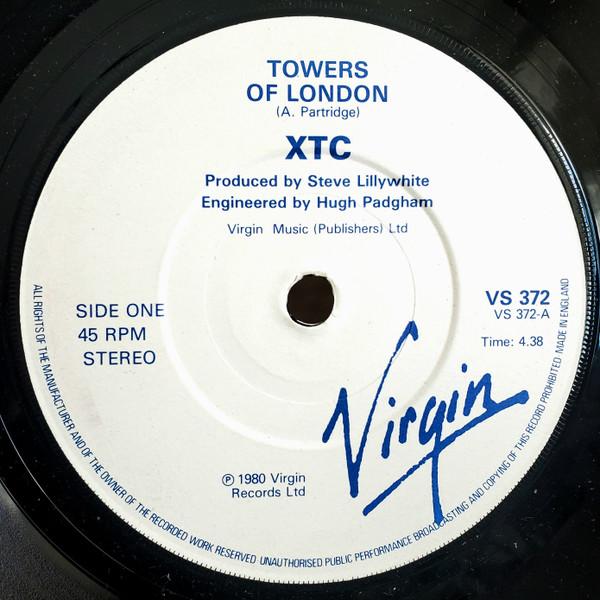 TOWERS
OF LONDON
(A. Partridge)
XTC
Produced by Steve Lillywhite
Engineered by Hugh Padgham
Virgin Music (Publishers) Ltd
SIDE ONE
45 RPM
STEREO
VS 372
VS 372-A
Time: 4.38
Virgin
℗ 1980 Virgin
Records Ltd
ALL RIGHTS OF THE MANUFACTURER AND OF THE OWNER OF THE RECORDED WORK RESERVED UNAUTHORISED PUBLIC PERFORMANCE BROADCASTING AND COPYING OF THIS RECORD PROHIBITED MADE IN ENGLAND